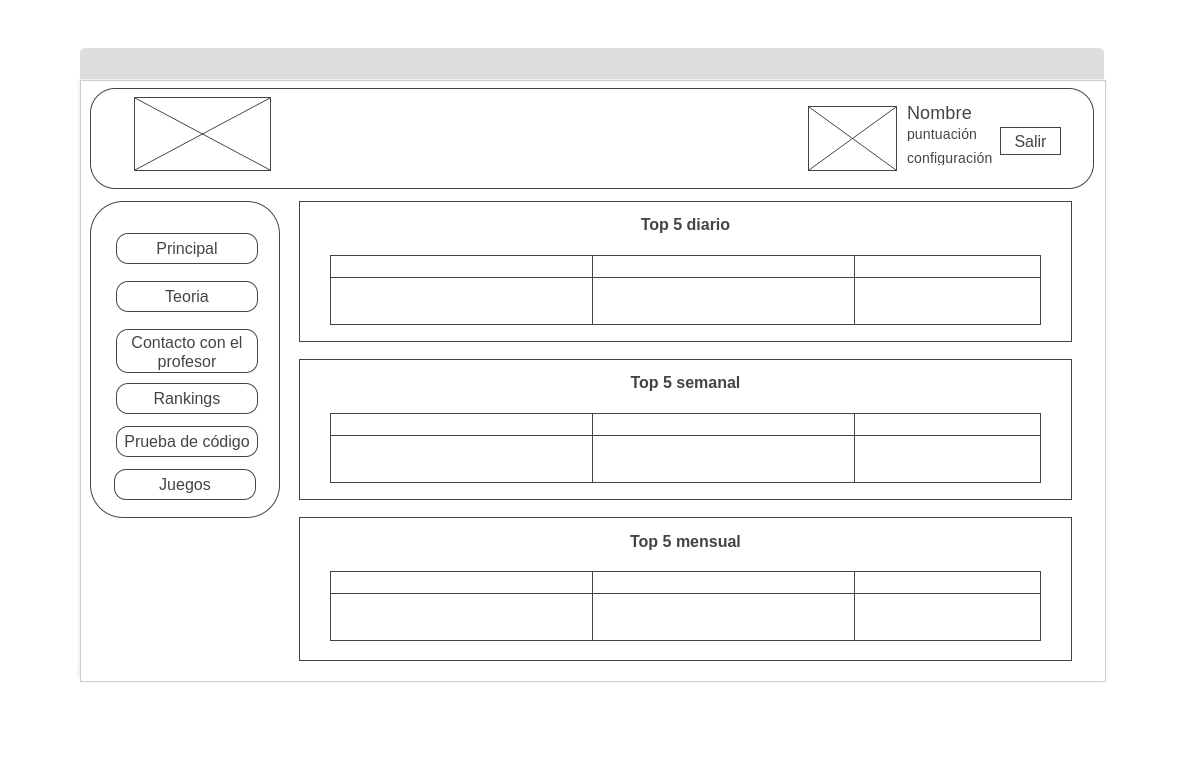 Nombre
puntuación
configuración
Salir
Principal
Teoria
Contacto con el
profesor
Rankings
Prueba de código
Juegos
Top 5 diario
Top 5 semanal
Top 5 mensual